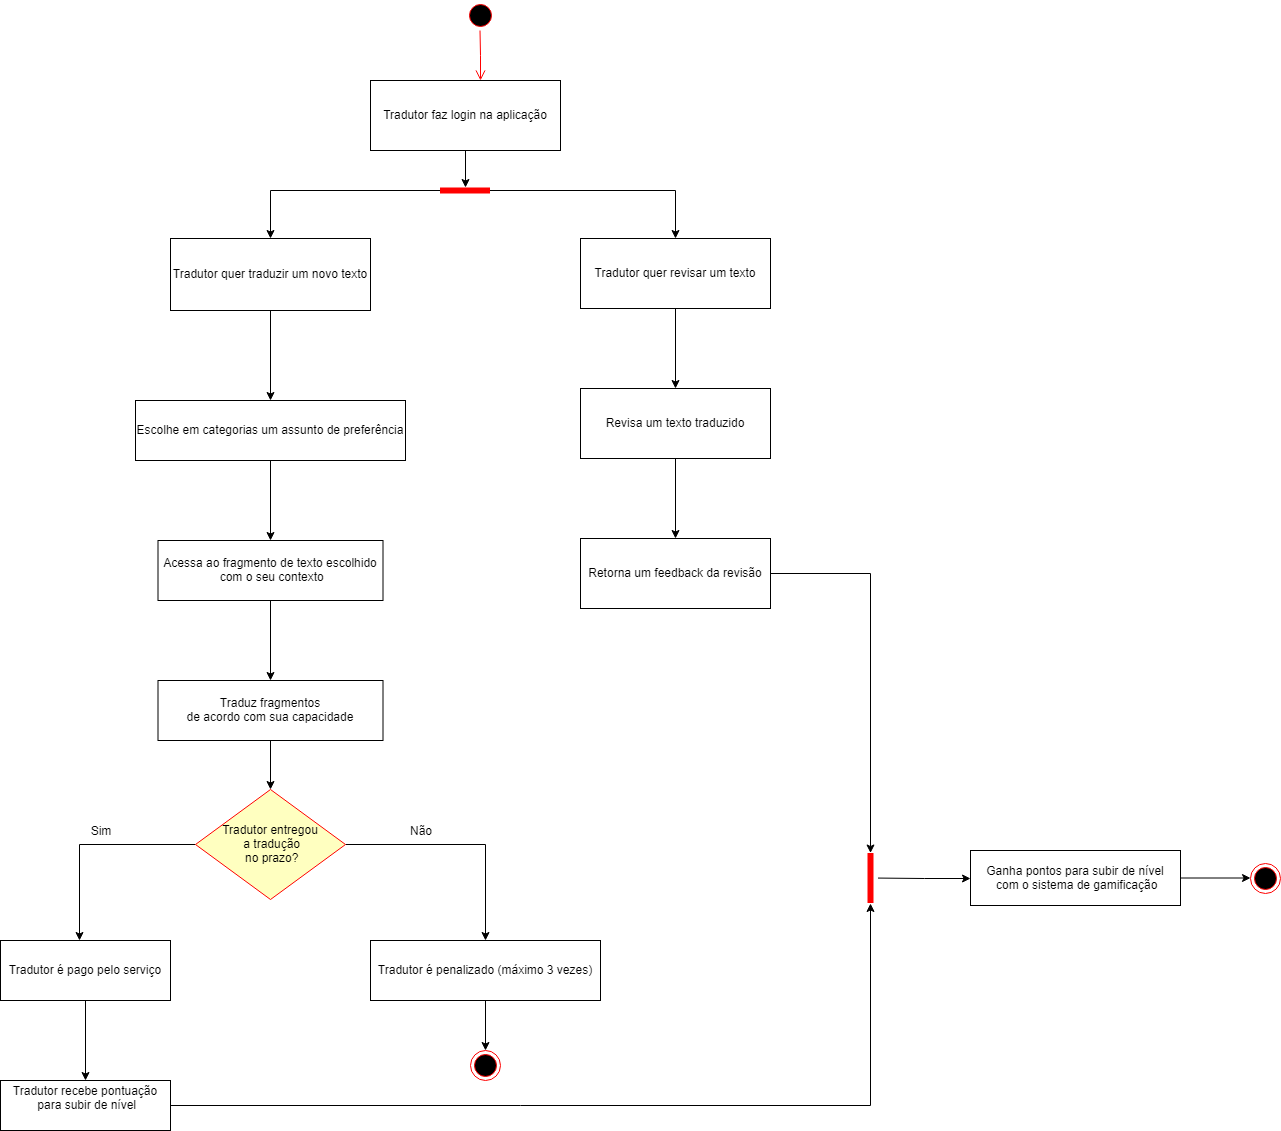 Tradutor faz login na aplicação
Tradutor quer traduzir um novo texto
Tradutor quer revisar um texto
Escolhe em categorias um assunto de preferência
Revisa um texto traduzido
Acessa ao fragmento de texto escolhido
com o seu contexto
Retorna um feedback da revisão
Traduz fragmentos
de acordo com sua capacidade
Tradutor entregou
a tradução
no prazo?
Sim
Não
Ganha pontos para subir de nível
com o sistema de gamificação
Tradutor é pago pelo serviço
Tradutor é penalizado (máximo 3 vezes)
Tradutor recebe pontuação
para subir de nível